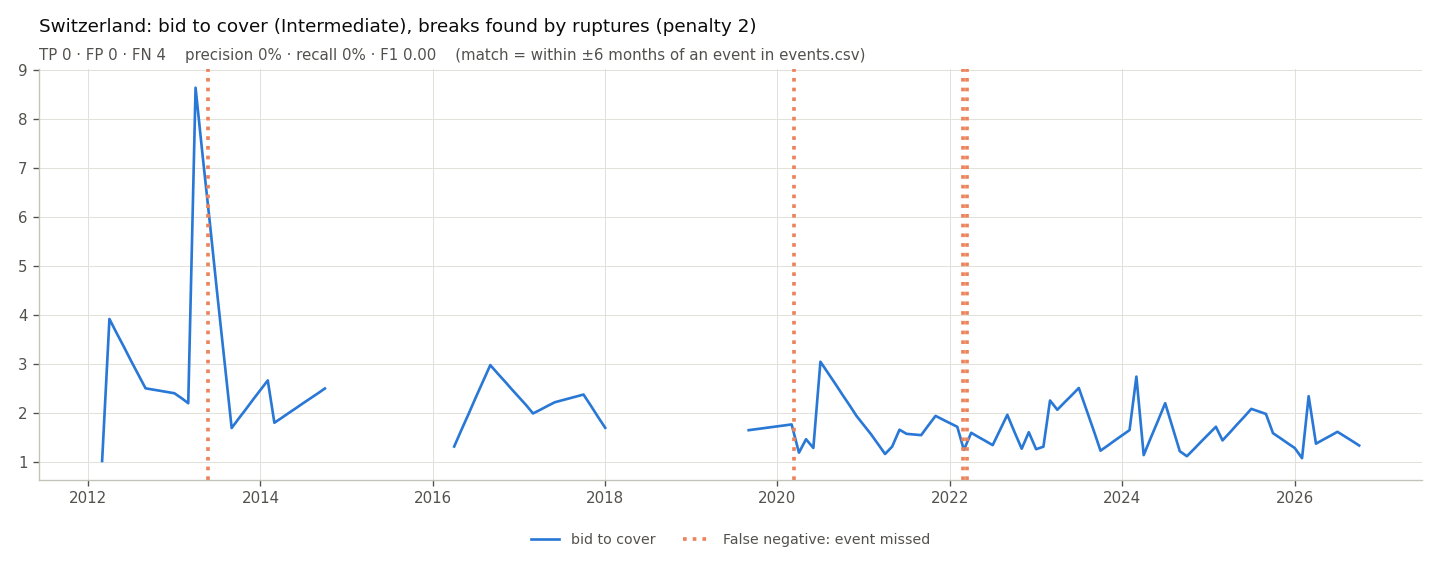 Switzerland: bid to cover (Intermediate), breaks found by ruptures (penalty 2)
TP 0 · FP 0 · FN 4    precision 0% · recall 0% · F1 0.00    (match = within ±6 months of an event in events.csv)
9
8
7
6
5
4
3
2
1
2012 2014 2016 2018 2020 2022 2024 2026
bid to cover    False negative: event missed